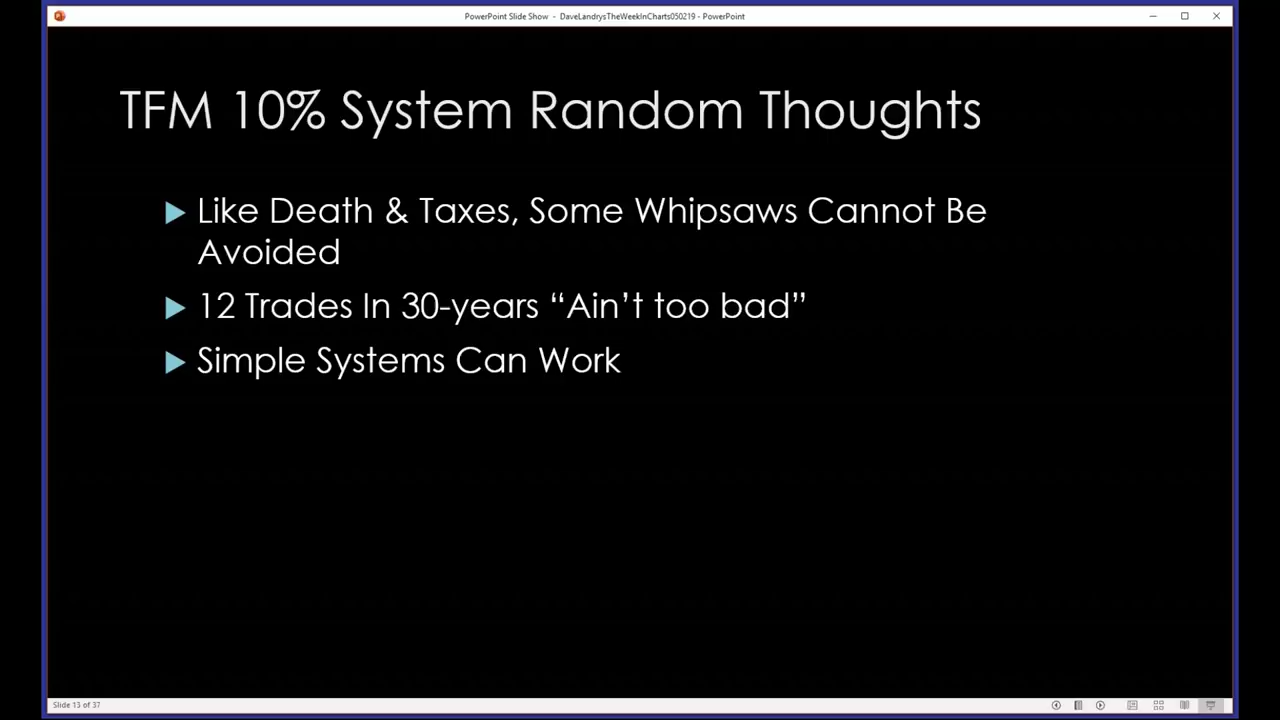 PowerPoint Slide Show - DaveLandrysTheWeekInCharts050219 - PowerPoint
TFM 10% System Random Thoughts
Like Death & Taxes, Some Whipsaws Cannot Be
Avoided
12 Trades In 30-years “Ain’t too bad”
Simple Systems Can Work
Slide 13 of 37